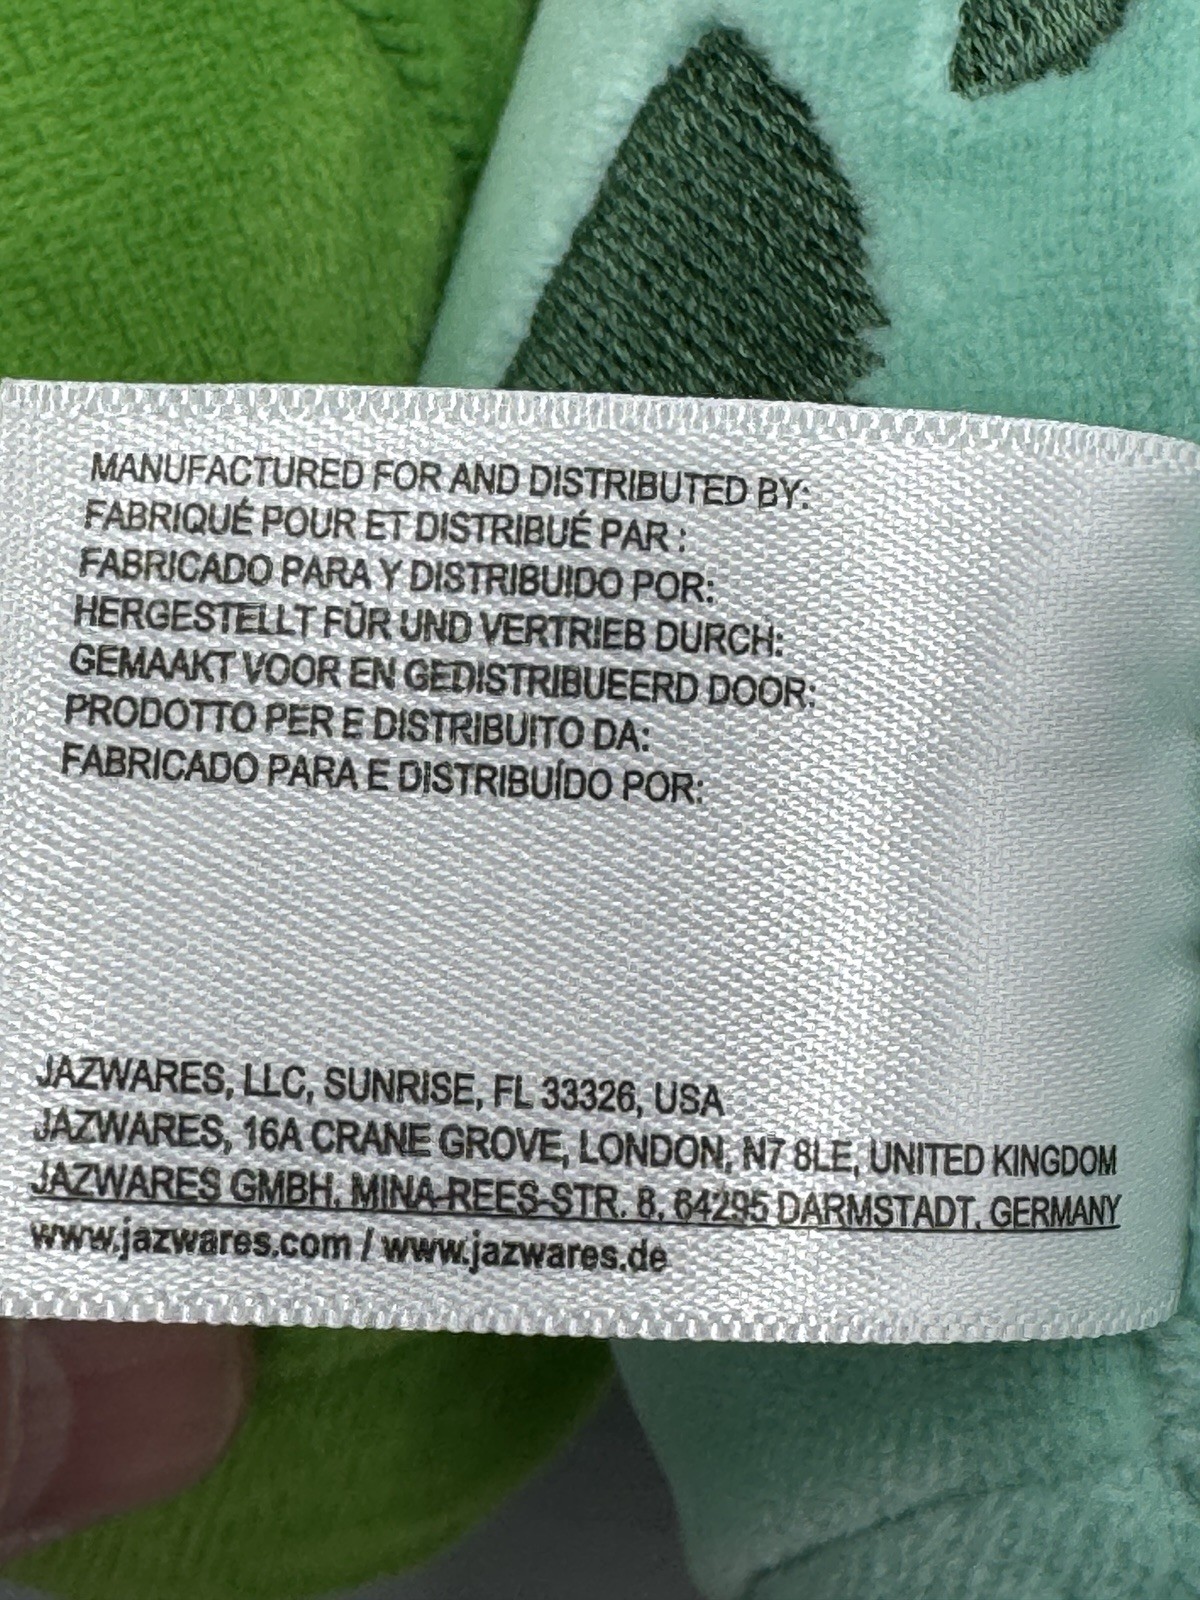 MANUFACTURED FOR AND DISTRIBUTED BY:
FABRIQUÉ POUR ET DISTRIBUÉ PAR :
FABRICADO PARA Y DISTRIBUIDO POR:
HERGESTELLT FÜR UND VERTRIEB DURCH:
GEMAAKT VOOR EN GEDISTRIBUEERD DOOR:
PRODOTTO PER E DISTRIBUITO DA:
FABRICADO PARA E DISTRIBUÍDO POR:
JAZWARES, LLC, SUNRISE, FL 33326, USA
JAZWARES, 16A CRANE GROVE, LONDON, N7 8LE, UNITED KINGDOM
JAZWARES GMBH, MINA-REES-STR. 8, 64295 DARMSTADT, GERMANY
www.jazwares.com / www.jazwares.de